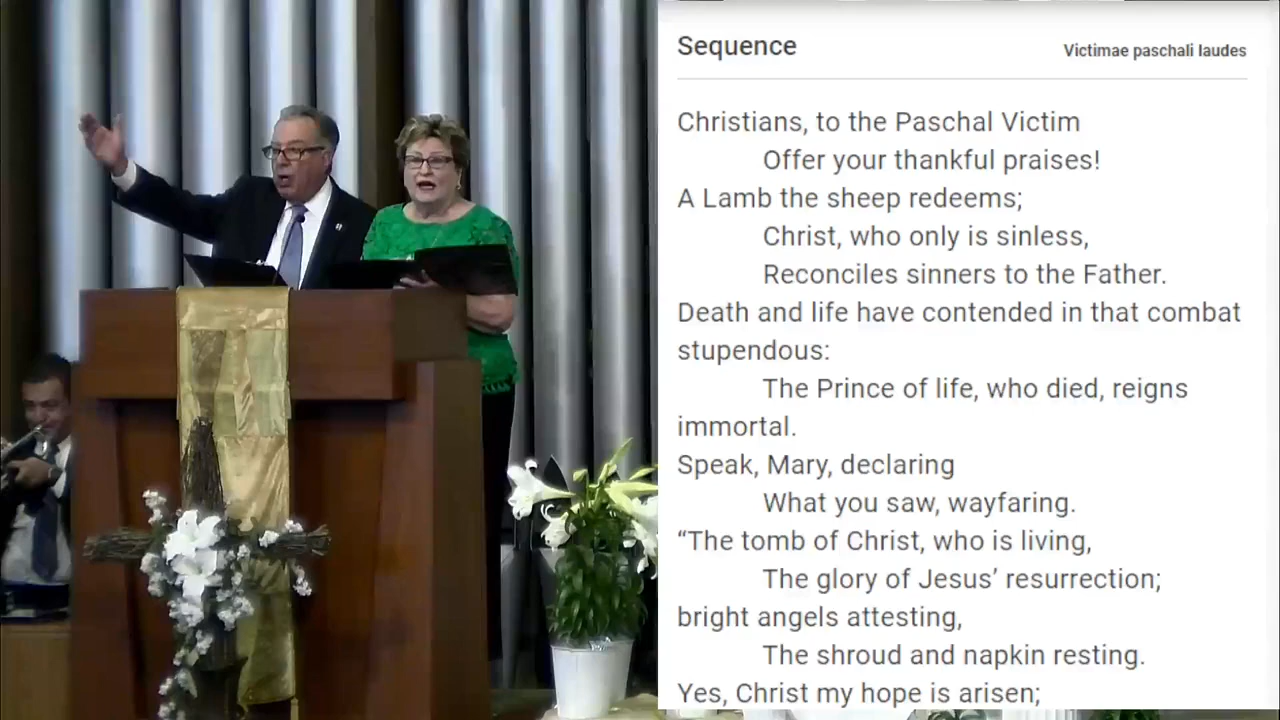 Sequence
Victimae paschali laudes
Christians, to the Paschal Victim
Offer your thankful praises!
A Lamb the sheep redeems;
Christ, who only is sinless,
Reconciles sinners to the Father.
Death and life have contended in that combat
stupendous:
The Prince of life, who died, reigns
immortal.
Speak, Mary, declaring
What you saw, wayfaring.
“The tomb of Christ, who is living,
The glory of Jesus’ resurrection;
bright angels attesting,
The shroud and napkin resting.
Yes, Christ my hope is arisen;